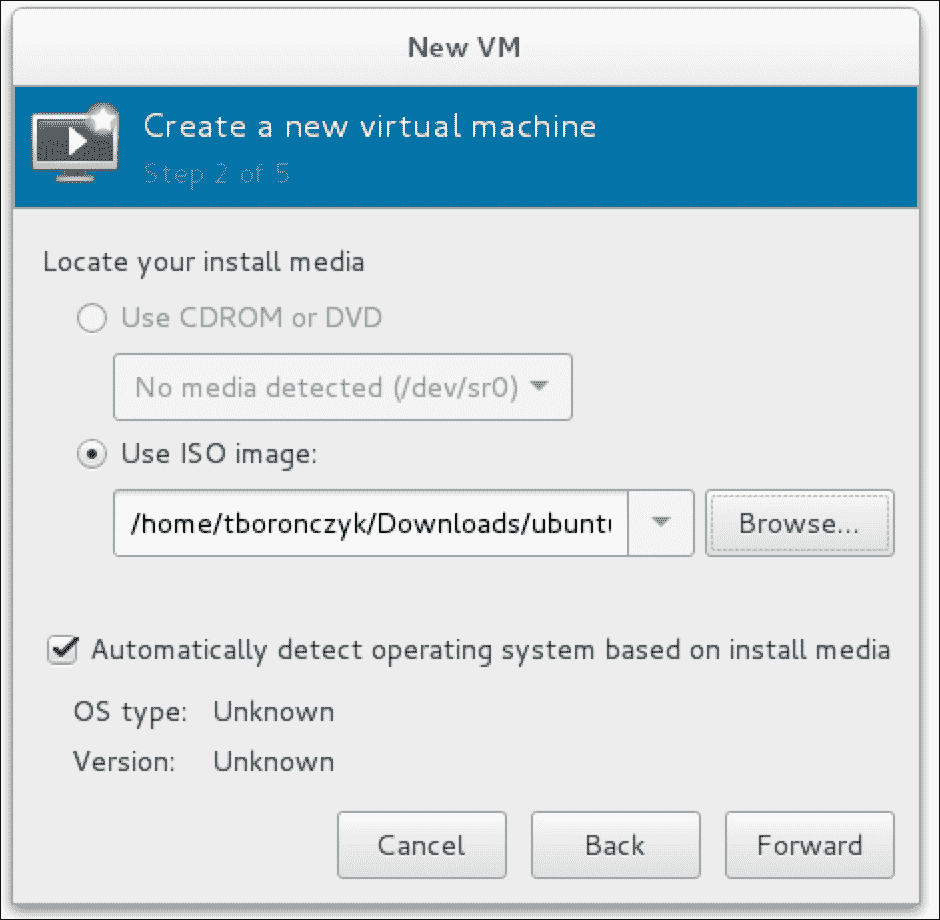 New VM
Create a new virtual machine
Step 2 of 5
Locate your install media
Use CDROM or DVD
No media detected (/dev/sr0)
Use ISO image:
/home/tboronczyk/Downloads/ubuntu Browse...
Automatically detect operating system based on install media
OS type: Unknown
Version: Unknown
Cancel Back Forward